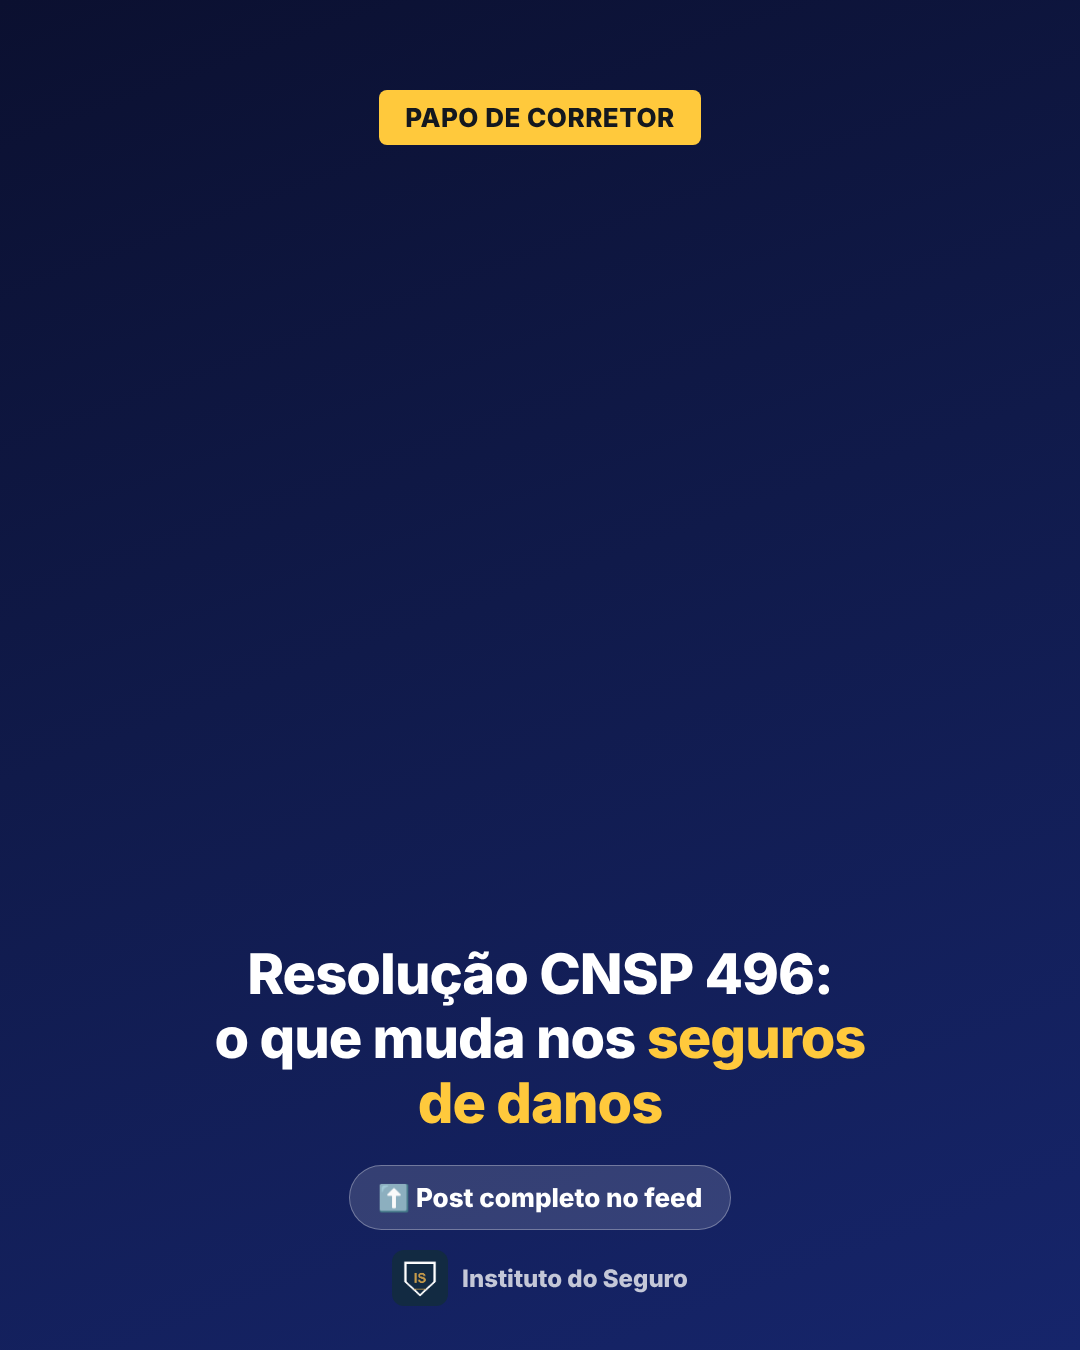 PAPO DE CORRETOR
Resolução CNSP 496:
o que muda nos seguros
de danos
⬆️ Post completo no feed
IS
Instituto do Seguro